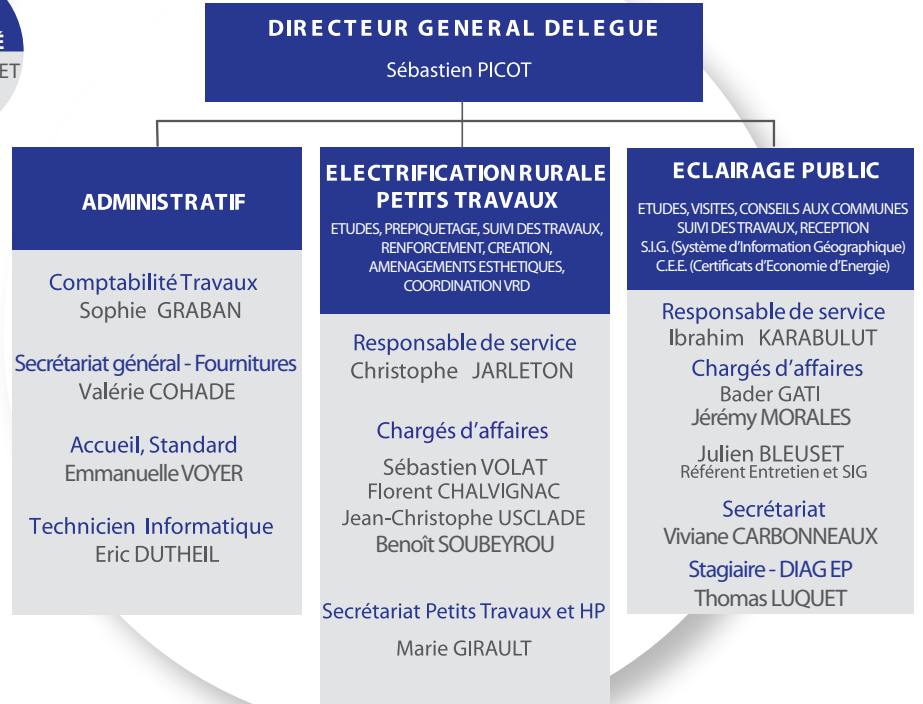 É
ET
DIRECTEUR GENERAL DELEGUE
Sébastien PICOT
ADMINISTRATIF
Comptabilité Travaux
Sophie GRABAN
Secrétariat général - Fournitures
Valérie COHADE
Accueil, Standard
Emmanuelle VOYER
Technicien Informatique
Eric DUTHEIL
ELECTRIFICATION RURALE
PETITS TRAVAUX
ETUDES, PREPIQUETAGE, SUIVI DES TRAVAUX,
RENFORCEMENT, CREATION,
AMENAGEMENTS ESTHETIQUES,
COORDINATION VRD
Responsable de service
Christophe JARLETON
Chargés d’affaires
Sébastien VOLAT
Florent CHALVIGNAC
Jean-Christophe USCLADE
Benoît SOUBEYROU
Secrétariat Petits Travaux et HP
Marie GIRAULT
ECLAIRAGE PUBLIC
ETUDES, VISITES, CONSEILS AUX COMMUNES
SUIVI DES TRAVAUX, RECEPTION
S.I.G. (Système d’Information Géographique)
C.E.E. (Certificats d’Economie d’Energie)
Responsable de service
Ibrahim KARABULUT
Chargés d’affaires
Bader GATI
Jérémy MORALES
Julien BLEUSET
Référent Entretien et SIG
Secrétariat
Viviane CARBONNEAUX
Stagiaire - DIAG EP
Thomas LUQUET